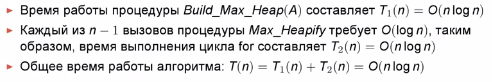 ► Время работы процедуры Build_Max_Heap(A) составляет T₁(n) = O(n log n)
► Каждый из n − 1 вызовов процедуры Max_Heapify требует O(log n), таким
образом, время выполнения цикла for составляет T₂(n) = O(n log n)
► Общее время работы алгоритма: T(n) = T₁(n) + T₂(n) = O(n log n)